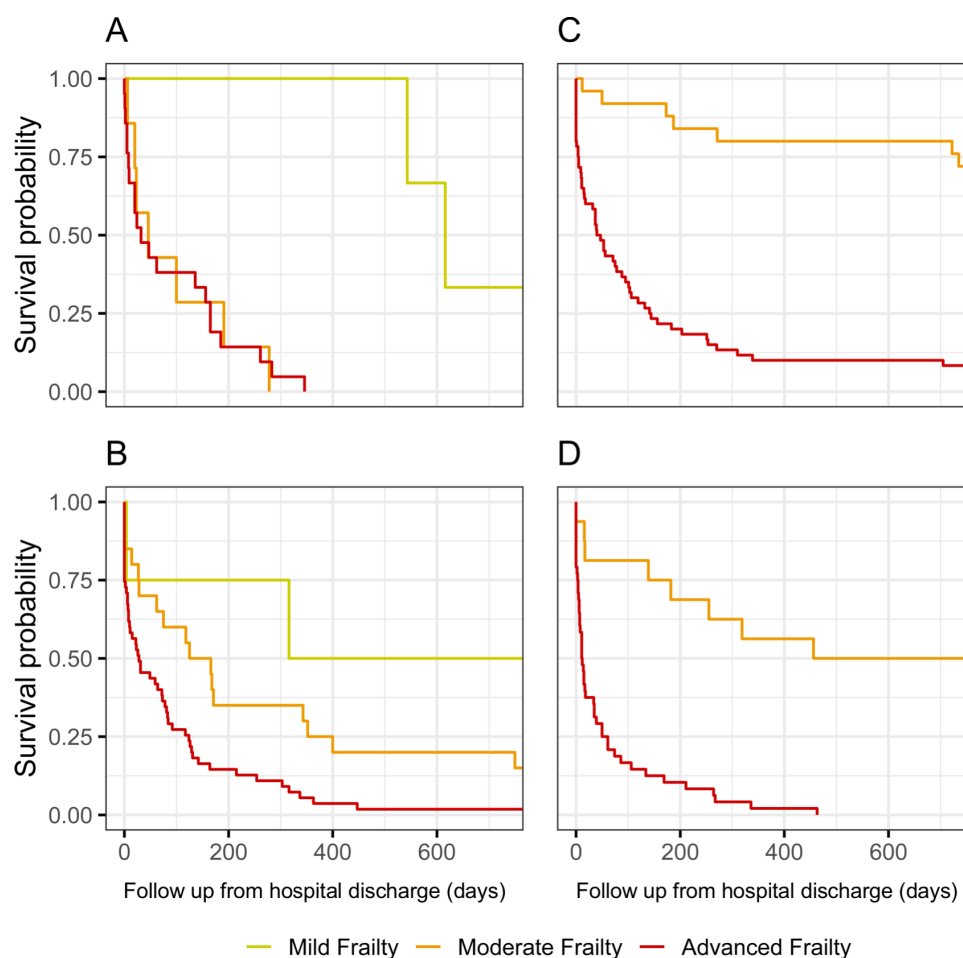 A
C
Survival probability
1.00
0.75
0.50
0.25
0.00
B
D
Survival probability
1.00
0.75
0.50
0.25
0.00
0 200 400 600
0 200 400 600
Follow up from hospital discharge (days)
Follow up from hospital discharge (days)
Mild Frailty Moderate Frailty Advanced Frailty